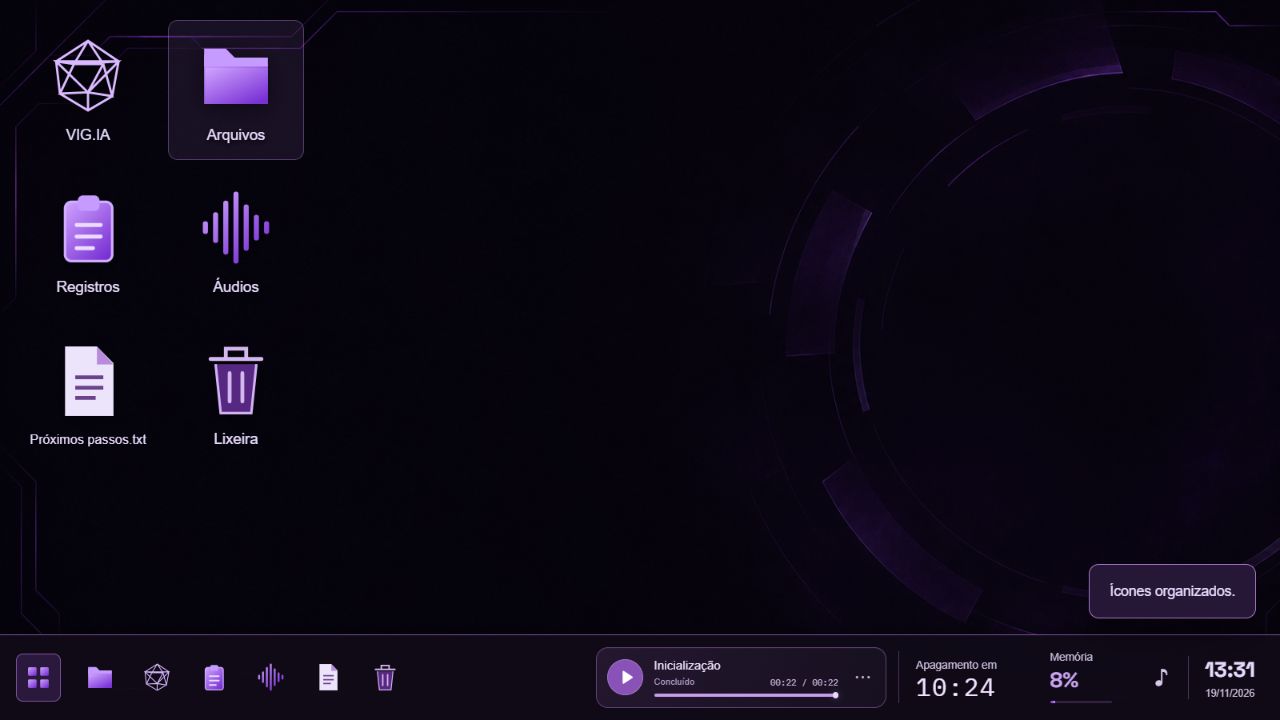 VIG.IA
Arquivos
Registros
Áudios
Próximos passos.txt
Lixeira
Ícones organizados.
Inicialização
Concluído
00:22 / 00:22
Apagamento em
10:24
Memória
8%
13:31
19/11/2026